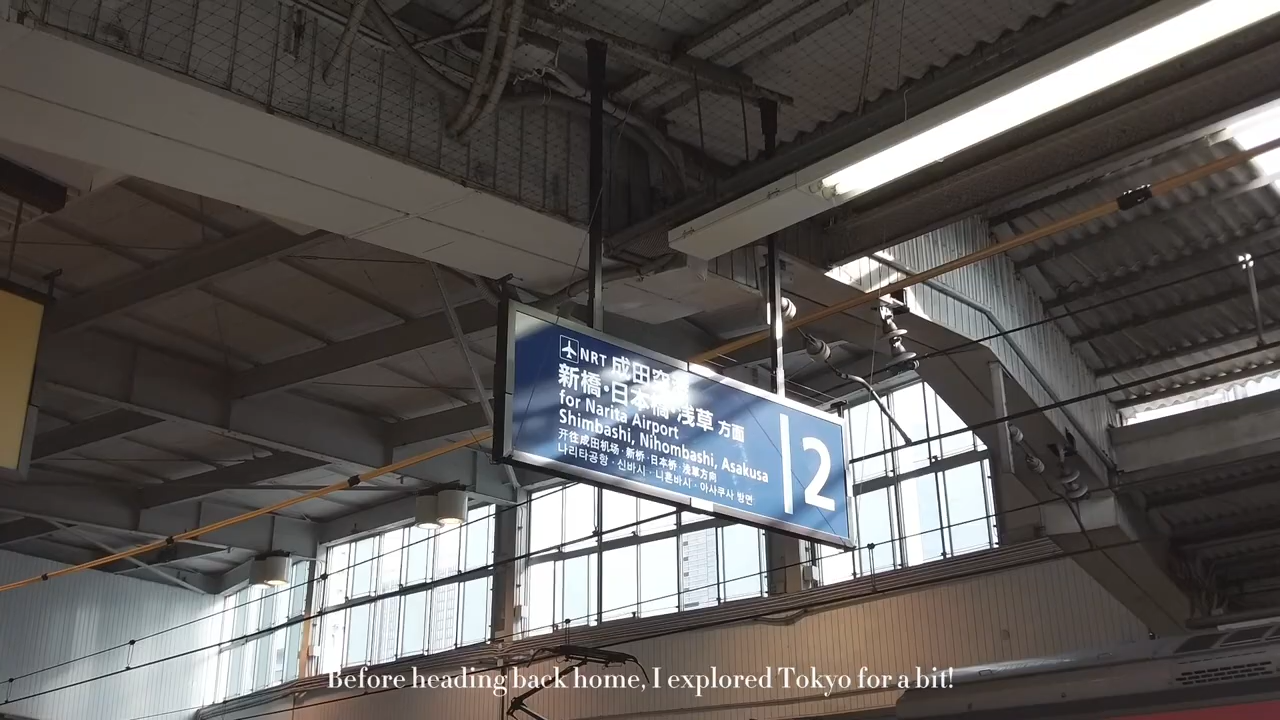 NRT 成田空港
新橋・日本橋・浅草 方面
for Narita Airport
Shimbashi, Nihombashi, Asakusa
开往成田机场・新桥・日本桥・浅草方向
나리타공항・신바시・니혼바시・아사쿠사 방면
2
Before heading back home, I explored Tokyo for a bit!